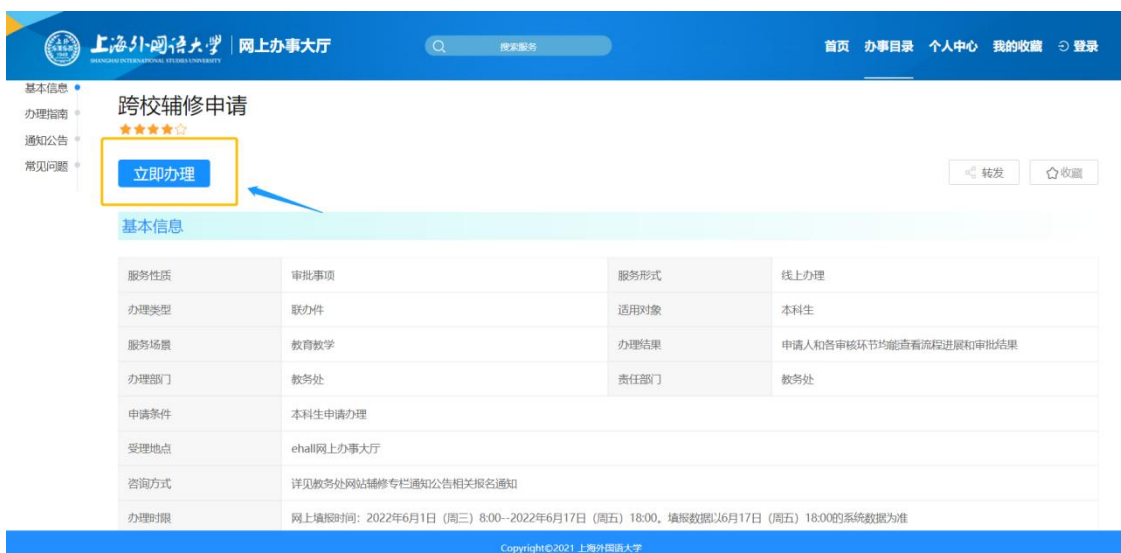 上海外国语大学 网上办事大厅 搜索服务 首页 办事目录 个人中心 我的收藏 登录
SHANGHAI INTERNATIONAL STUDIES UNIVERSITY
基本信息
办理指南
通知公告
常见问题
跨校辅修申请
立即办理 转发 收藏
基本信息
服务性质 审批事项 服务形式 线上办理
办理类型 联办件 适用对象 本科生
服务场景 教育教学 办理结果 申请人和各审核环节均能查看流程进展和审批结果
办理部门 教务处 责任部门 教务处
申请条件 本科生申请办理
受理地点 ehall网上办事大厅
咨询方式 详见教务处网站辅修专栏通知公告相关报名通知
办理时限 网上填报时间：2022年6月1日（周三）8:00--2022年6月17日（周五）18:00。填报数据以6月17日（周五）18:00的系统数据为准
Copyright©2021 上海外国语大学